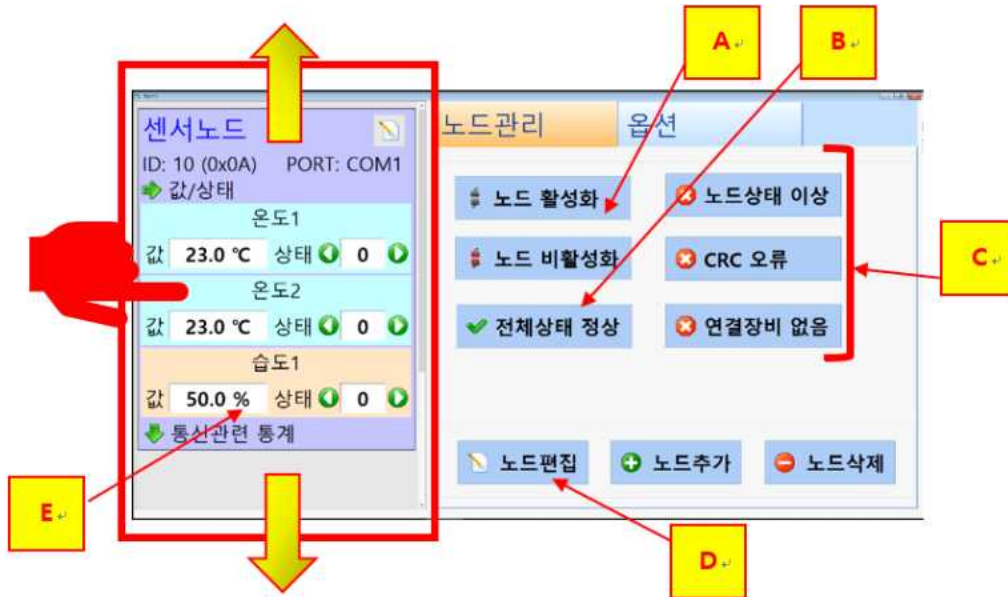 A
B
센서노드
노드관리
옵션
ID: 10 (0x0A) PORT: COM1
값/상태
온도1
값 23.0 ℃ 상태 0
온도2
값 23.0 ℃ 상태 0
습도1
값 50.0 % 상태 0
통신관련 통계
노드 활성화
노드상태 이상
노드 비활성화
CRC 오류
전체상태 정상
연결장비 없음
C
노드편집
노드추가
노드삭제
E
D